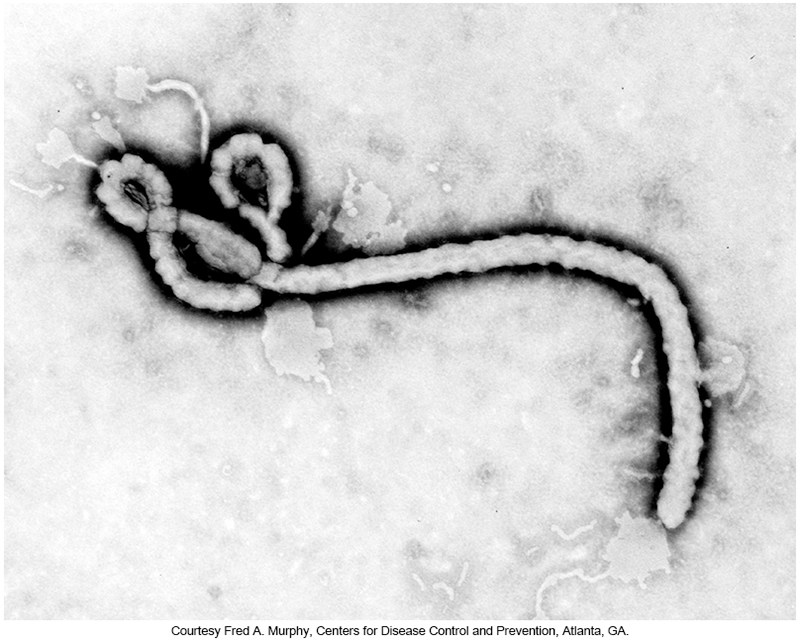 Courtesy Fred A. Murphy, Centers for Disease Control and Prevention, Atlanta, GA.